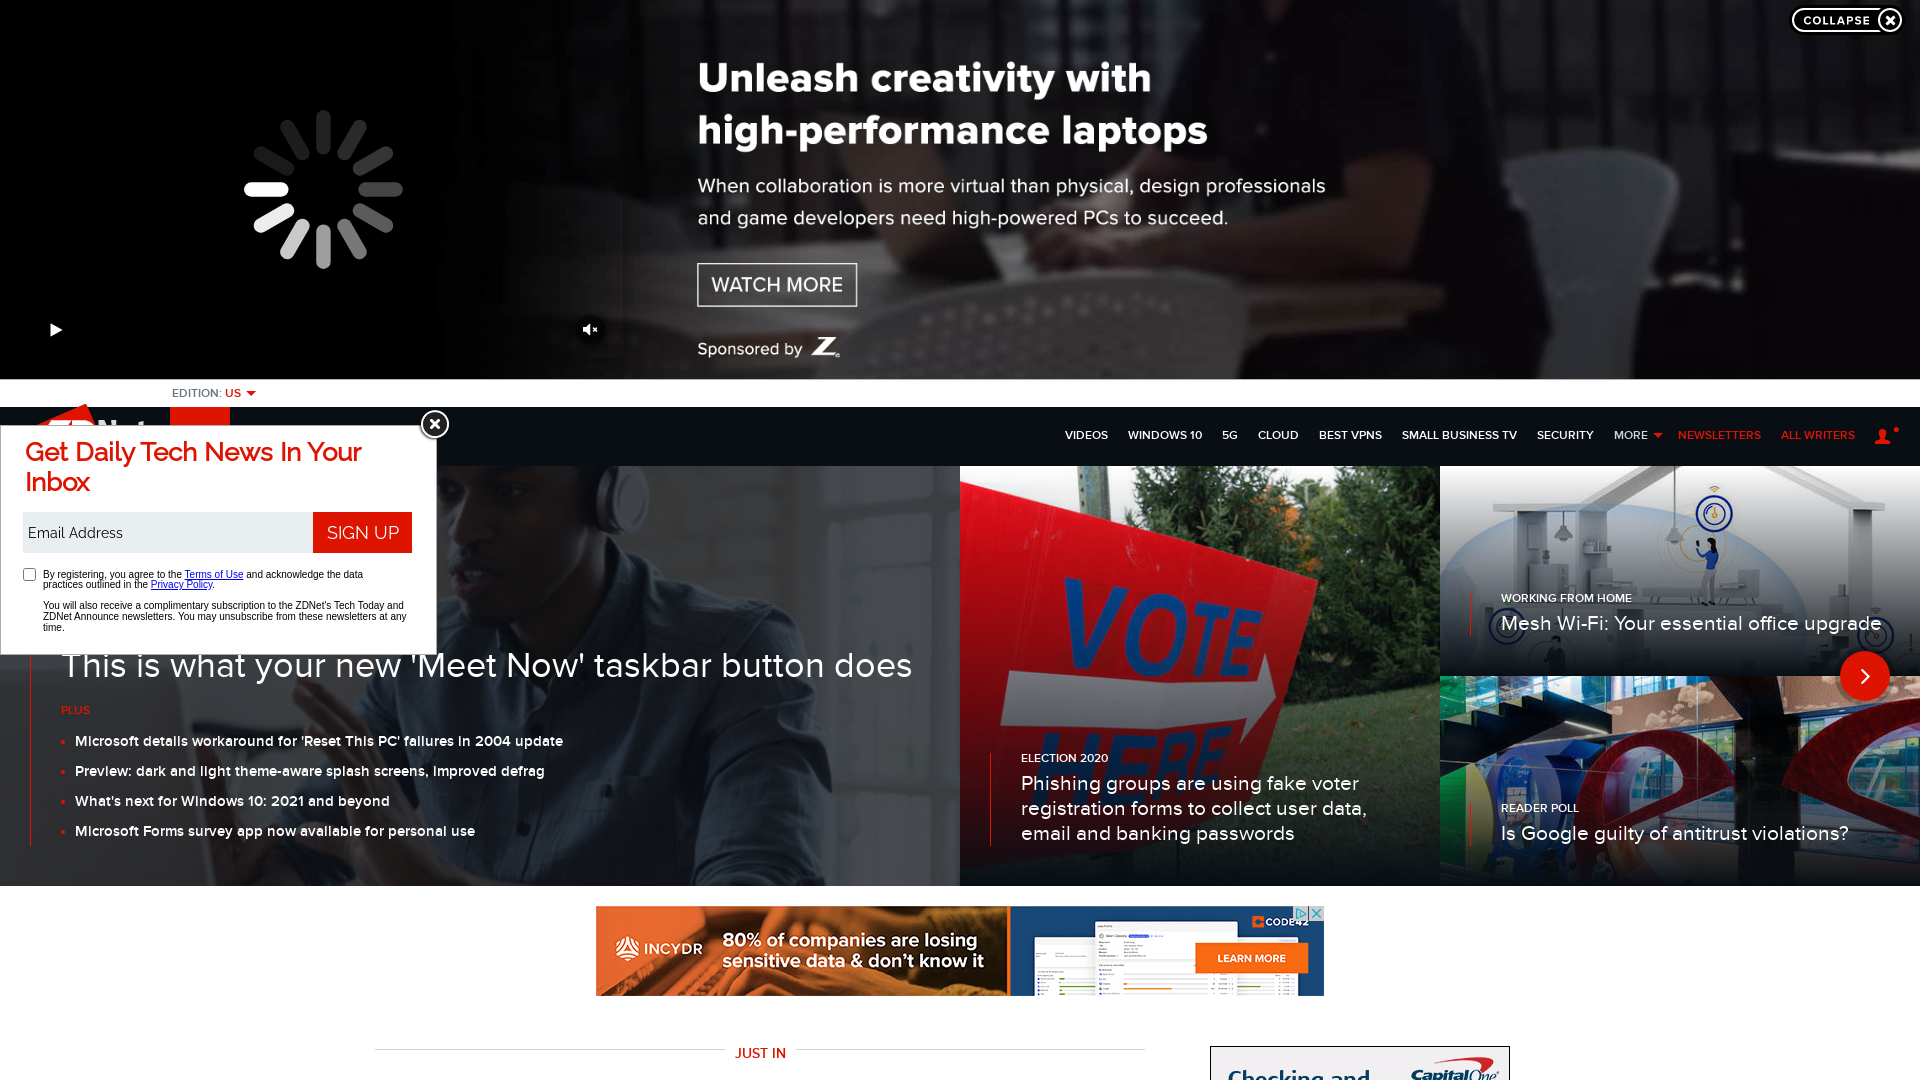 COLLAPSE
Unleash creativity with
high-performance laptops
When collaboration is more virtual than physical, design professionals
and game developers need high-powered PCs to succeed.
WATCH MORE
Sponsored by
EDITION: US
VIDEOS WINDOWS 10 5G CLOUD BEST VPNS SMALL BUSINESS TV SECURITY MORE NEWSLETTERS ALL WRITERS
Get Daily Tech News In Your
Inbox
Email Address SIGN UP
By registering, you agree to the Terms of Use and acknowledge the data
practices outlined in the Privacy Policy.
You will also receive a complimentary subscription to the ZDNet's Tech Today and
ZDNet Announce newsletters. You may unsubscribe from these newsletters at any
time.
This is what your new 'Meet Now' taskbar button does
PLUS
Microsoft details workaround for 'Reset This PC' failures in 2004 update
Preview: dark and light theme-aware splash screens, improved defrag
What's next for Windows 10: 2021 and beyond
Microsoft Forms survey app now available for personal use
VOTE
HERE
ELECTION 2020
Phishing groups are using fake voter
registration forms to collect user data,
email and banking passwords
WORKING FROM HOME
Mesh Wi-Fi: Your essential office upgrade
READER POLL
Is Google guilty of antitrust violations?
INCYDR
80% of companies are losing
sensitive data & don't know it
CODE42
LEARN MORE
JUST IN
Checking and
Capital One